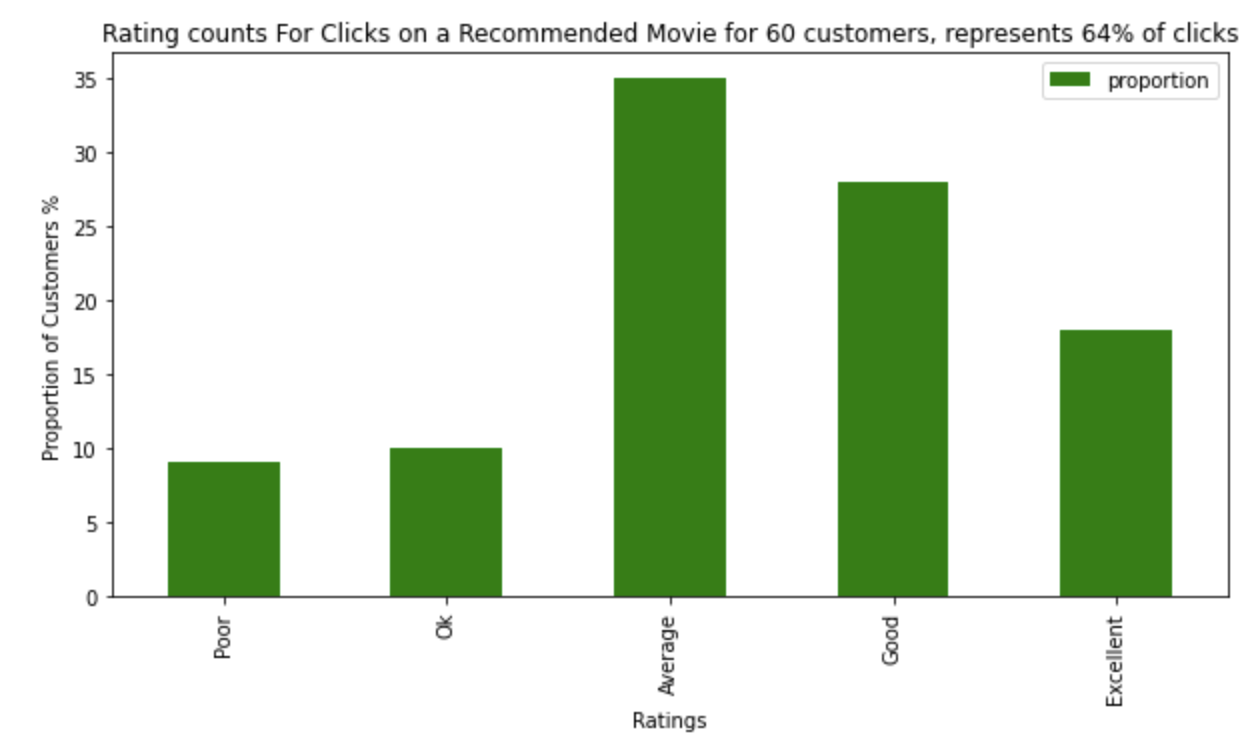 Rating counts For Clicks on a Recommended Movie for 60 customers, represents 64% of clicks
proportion
Proportion of Customers %
35
30
25
20
15
10
5
0
Poor
Ok
Average
Good
Excellent
Ratings